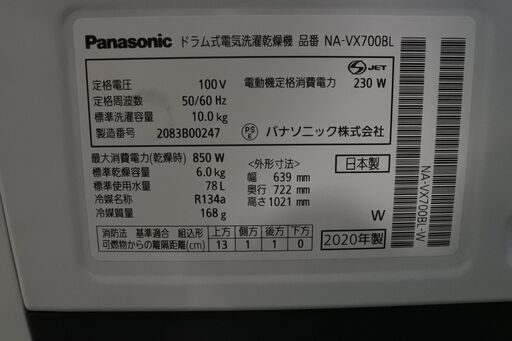 Panasonic ドラム式電気洗濯乾燥機 品番 NA-VX700BL
定格電圧 100 V
定格周波数 50/60 Hz
標準洗濯容量 10.0 kg
製造番号 2083B00247
S JET
電動機定格消費電力 230 W
PS E パナソニック株式会社
最大消費電力(乾燥時) 850 W
標準乾燥容量 6.0 kg
標準使用水量 78 L
冷媒名称 R134a
冷媒質量 168 g
<外形寸法>
幅 639 mm
奥行 722 mm
高さ 1021 mm
日本製
W
消防法 基準適合 組込形 上方 側方 後方 下方
可燃物からの離隔距離(cm) 13 1 1 0
2020年製
NA-VX700BL-W